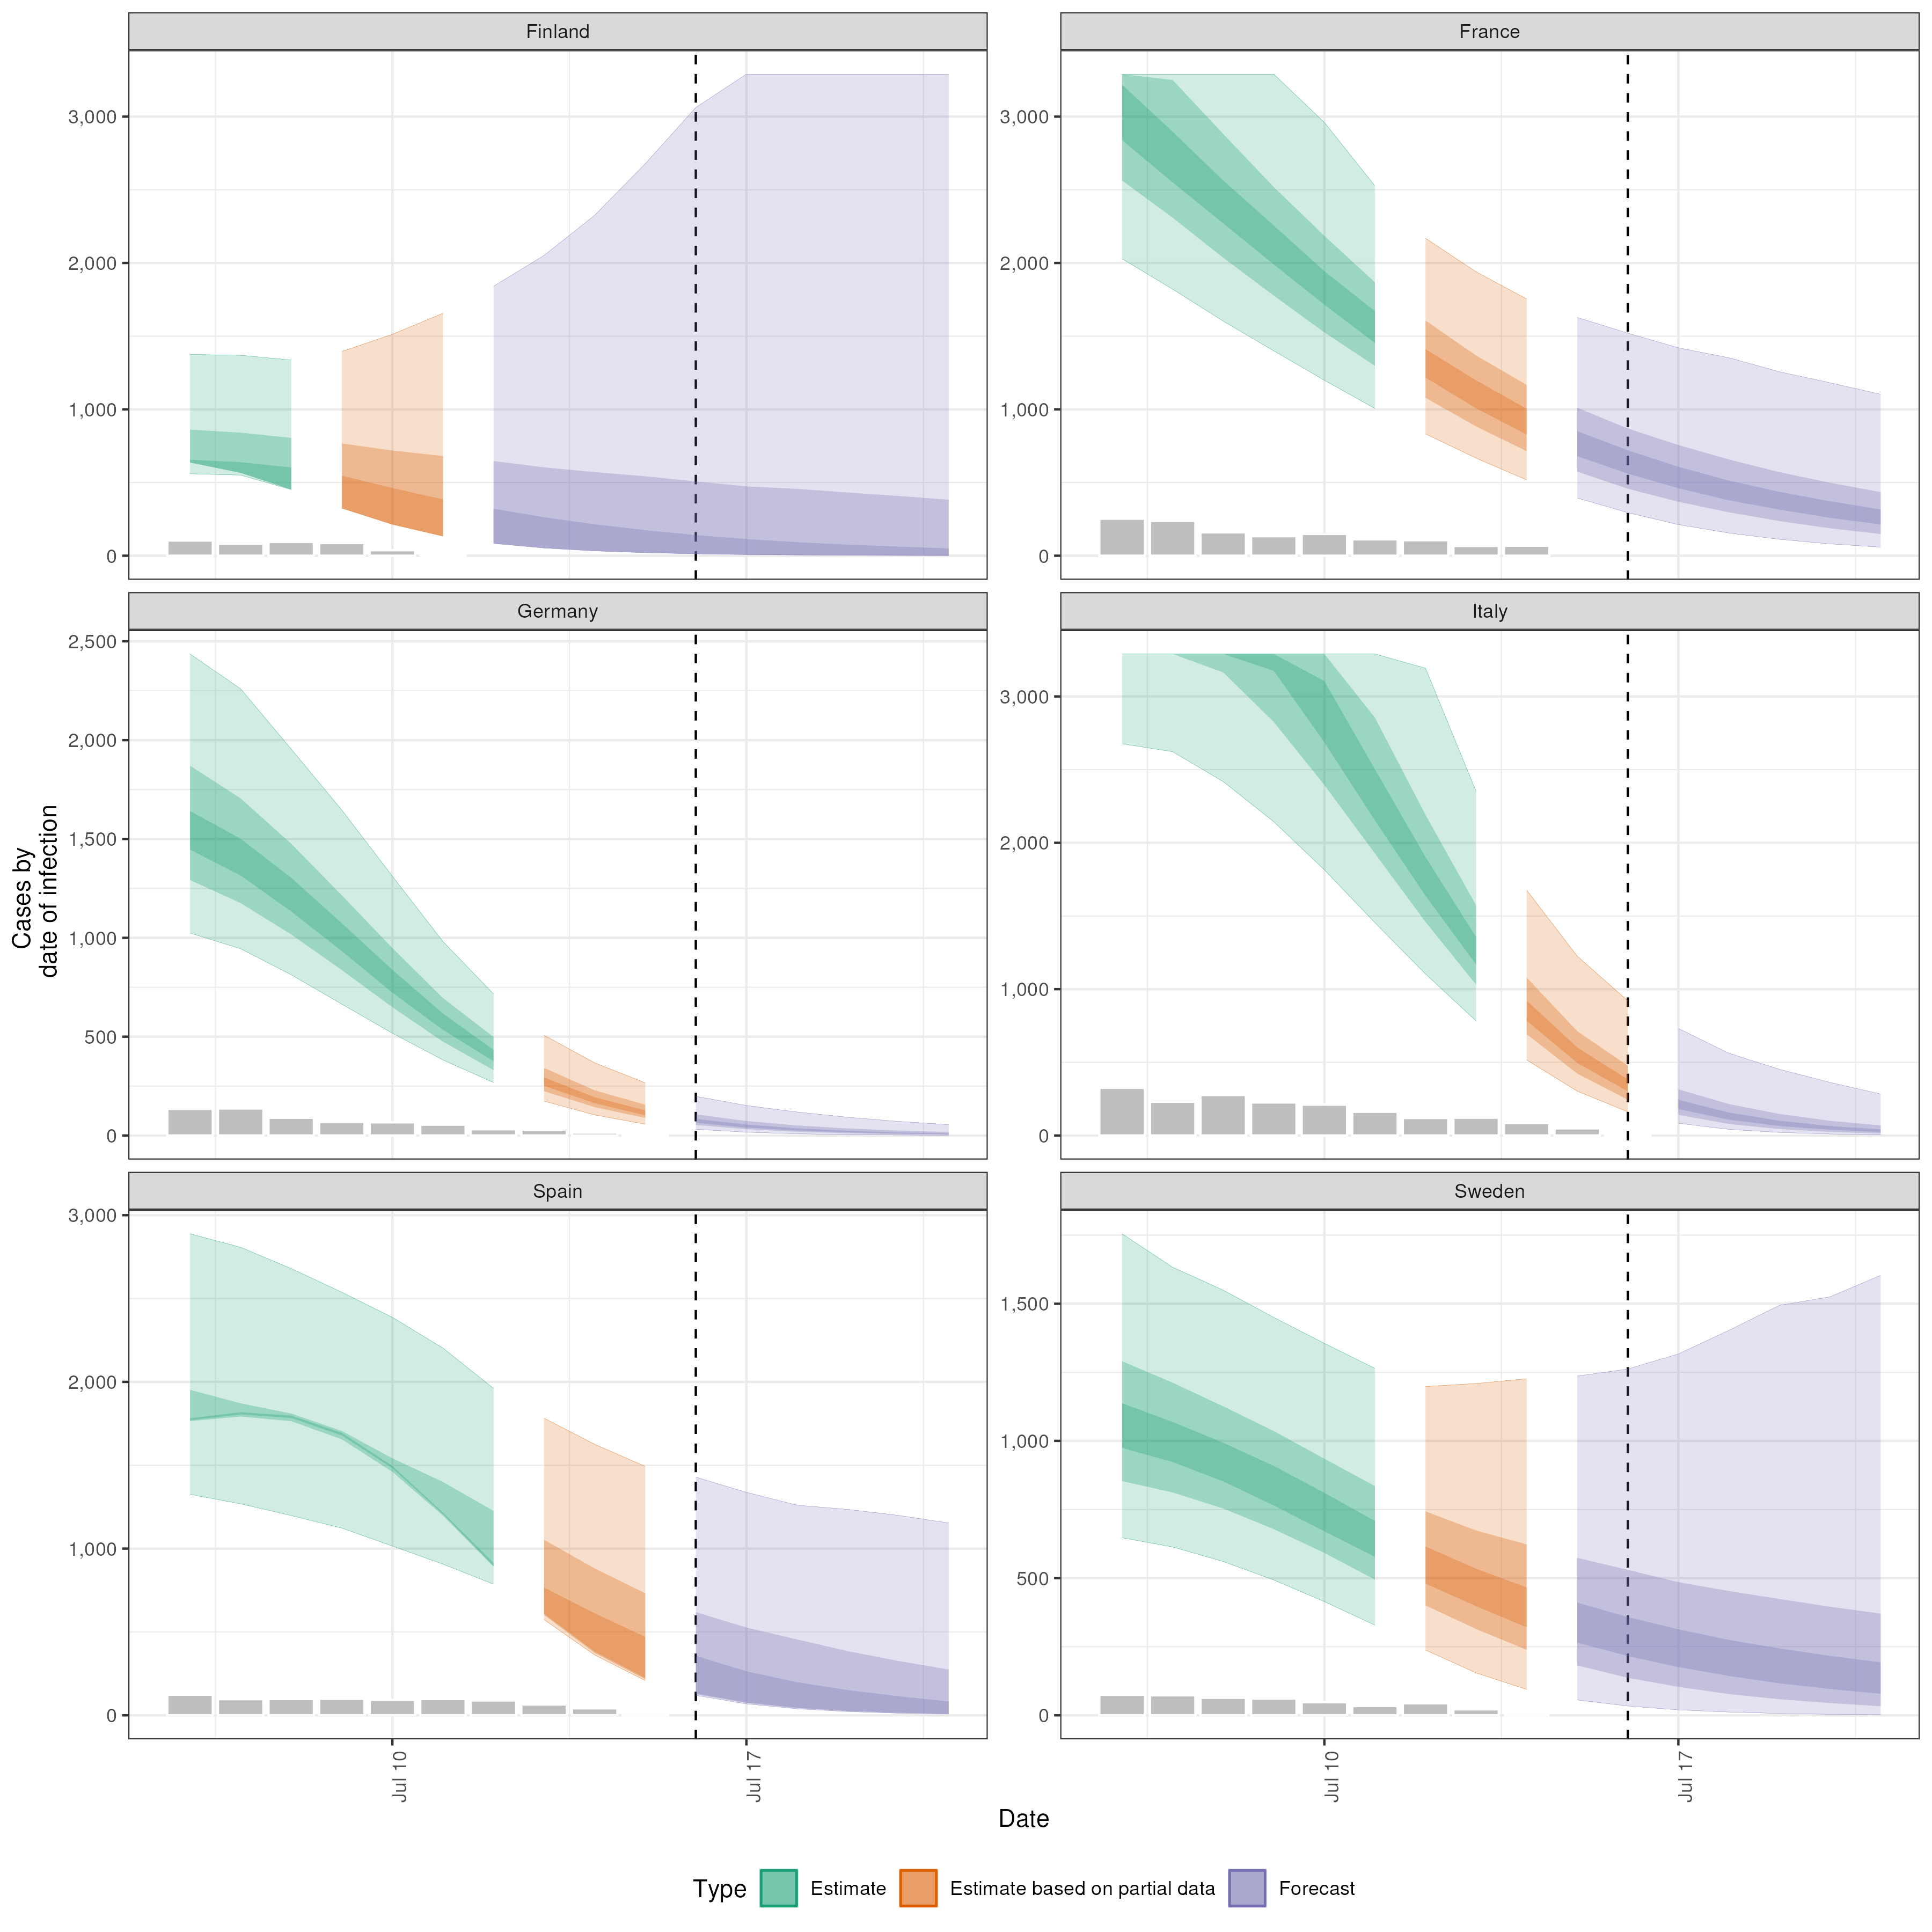 Finland
France
3,000
2,000
1,000
0
3,000
2,000
1,000
0
Germany
Italy
2,500
2,000
1,500
1,000
500
0
3,000
2,000
1,000
0
Cases by
date of infection
Spain
Sweden
3,000
2,000
1,000
0
1,500
1,000
500
0
Jul 10
Jul 17
Jul 10
Jul 17
Date
Type
Estimate
Estimate based on partial data
Forecast